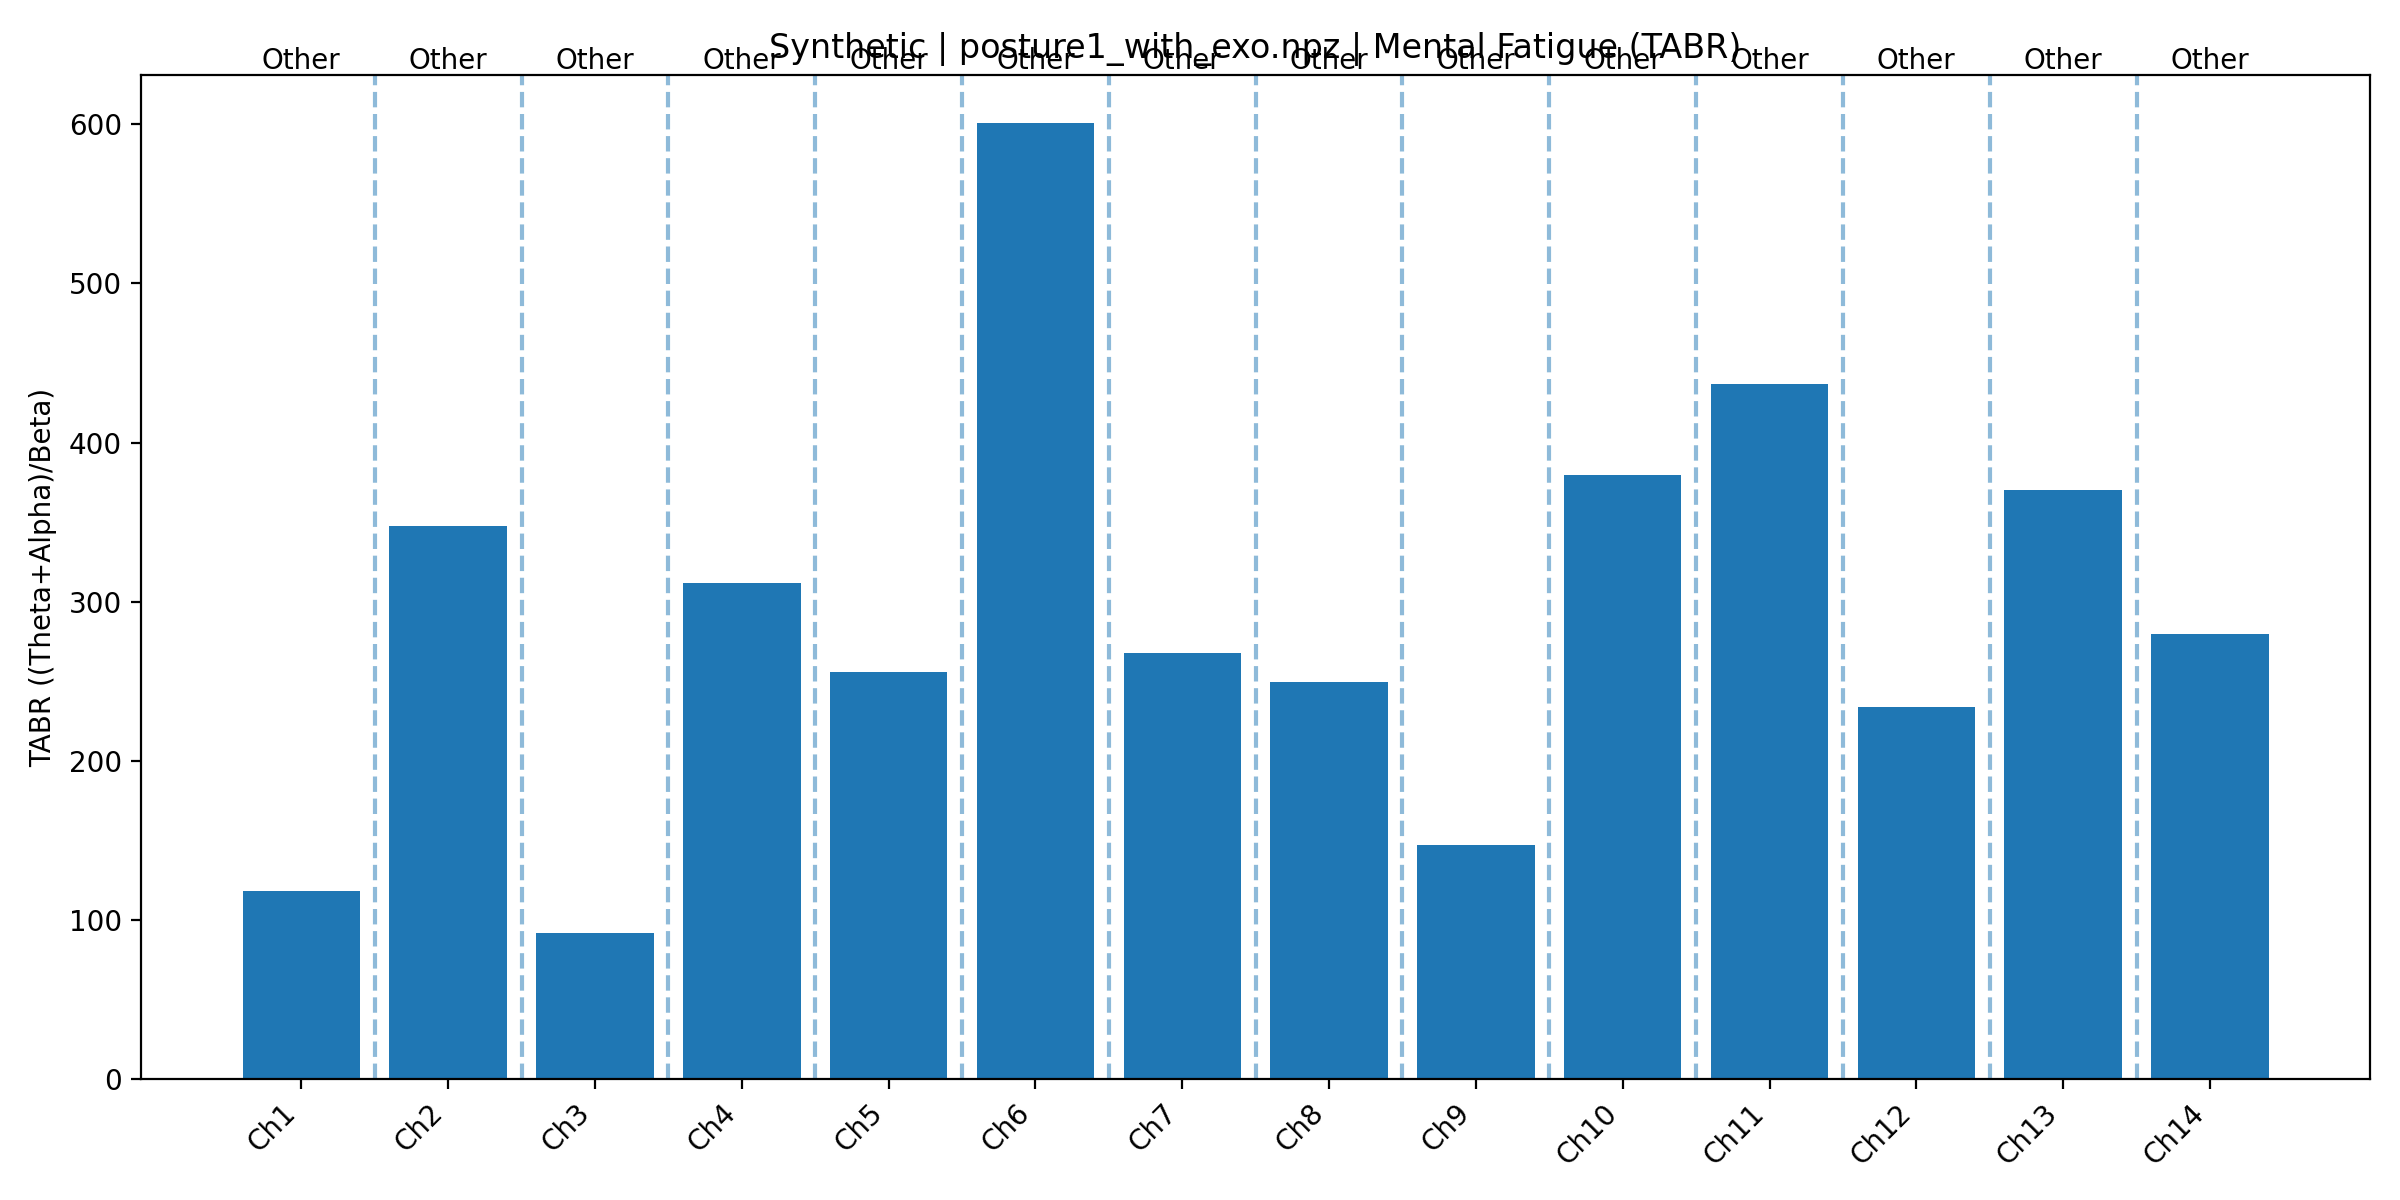 Synthetic | posture1_with_exo.npz | Mental Fatigue (TABR)
Other Other Other Other Other Other Other Other Other Other Other Other Other Other
TABR ((Theta+Alpha)/Beta)
600
500
400
300
200
100
0
Ch1 Ch2 Ch3 Ch4 Ch5 Ch6 Ch7 Ch8 Ch9 Ch10 Ch11 Ch12 Ch13 Ch14